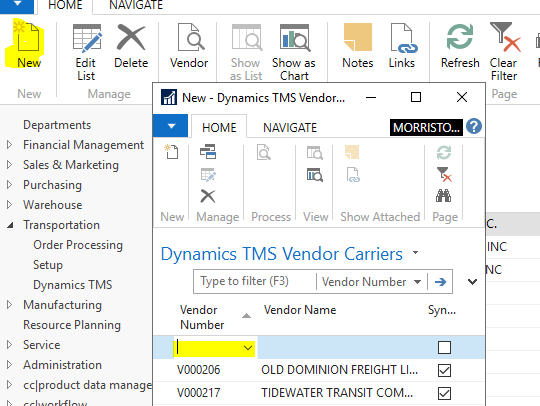 HOME NAVIGATE
New Edit List Delete Vendor Show as List Show as Chart Notes Links Refresh Clear Filter
New Manage Page
Departments
Financial Management
Sales & Marketing
Purchasing
Warehouse
Transportation
Order Processing
Setup
Dynamics TMS
Manufacturing
Resource Planning
Service
Administration
cc|product data manage
cc|workflow
New - Dynamics TMS Vendor...
HOME NAVIGATE MORRISTO... ?
New Manage Process View Show Attached Page
Dynamics TMS Vendor Carriers
Type to filter (F3) Vendor Number
Vendor Number Vendor Name Syn...
V000206 OLD DOMINION FREIGHT LI...
V000217 TIDEWATER TRANSIT COM...
C.
INC
INC